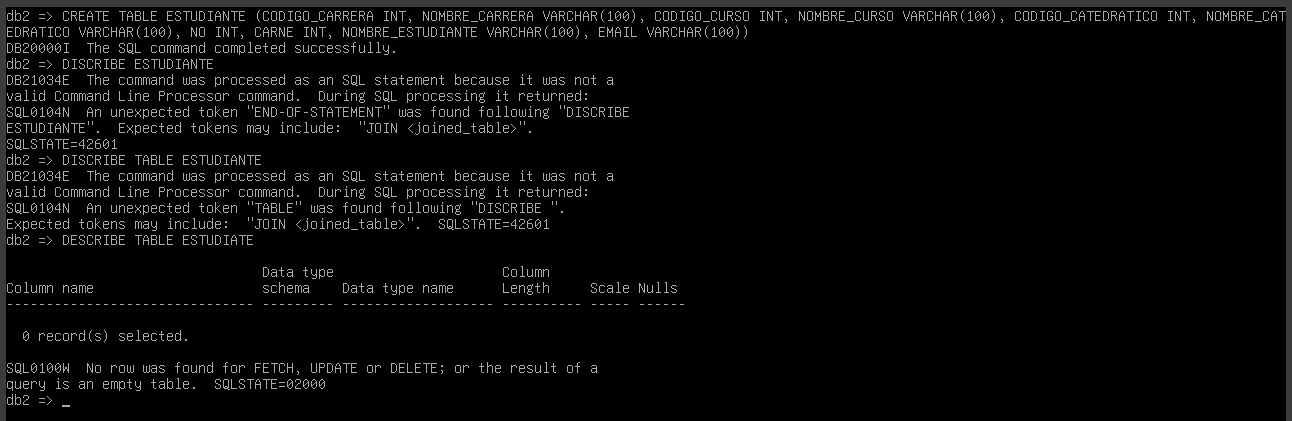 db2 => CREATE TABLE ESTUDIANTE (CODIGO_CARRERA INT, NOMBRE_CARRERA VARCHAR(100), CODIGO_CURSO INT, NOMBRE_CURSO VARCHAR(100), CODIGO_CATEDRATICO INT, NOMBRE_CAT
EDRATICO VARCHAR(100), NO INT, CARNE INT, NOMBRE_ESTUDIANTE VARCHAR(100), EMAIL VARCHAR(100))
DB20000I  The SQL command completed successfully.
db2 => DISCRIBE ESTUDIANTE
DB21034E  The command was processed as an SQL statement because it was not a
valid Command Line Processor command.  During SQL processing it returned:
SQL0104N  An unexpected token "END-OF-STATEMENT" was found following "DISCRIBE
ESTUDIANTE".  Expected tokens may include:  "JOIN <joined_table>".
SQLSTATE=42601
db2 => DISCRIBE TABLE ESTUDIANTE
DB21034E  The command was processed as an SQL statement because it was not a
valid Command Line Processor command.  During SQL processing it returned:
SQL0104N  An unexpected token "TABLE" was found following "DISCRIBE ".
Expected tokens may include:  "JOIN <joined_table>".  SQLSTATE=42601
db2 => DESCRIBE TABLE ESTUDIATE
                                Data type                     Column
Column name                     schema    Data type name      Length     Scale Nulls
------------------------------- --------- ------------------- ---------- ----- ------
  0 record(s) selected.
SQL0100W  No row was found for FETCH, UPDATE or DELETE; or the result of a
query is an empty table.  SQLSTATE=02000
db2 => _